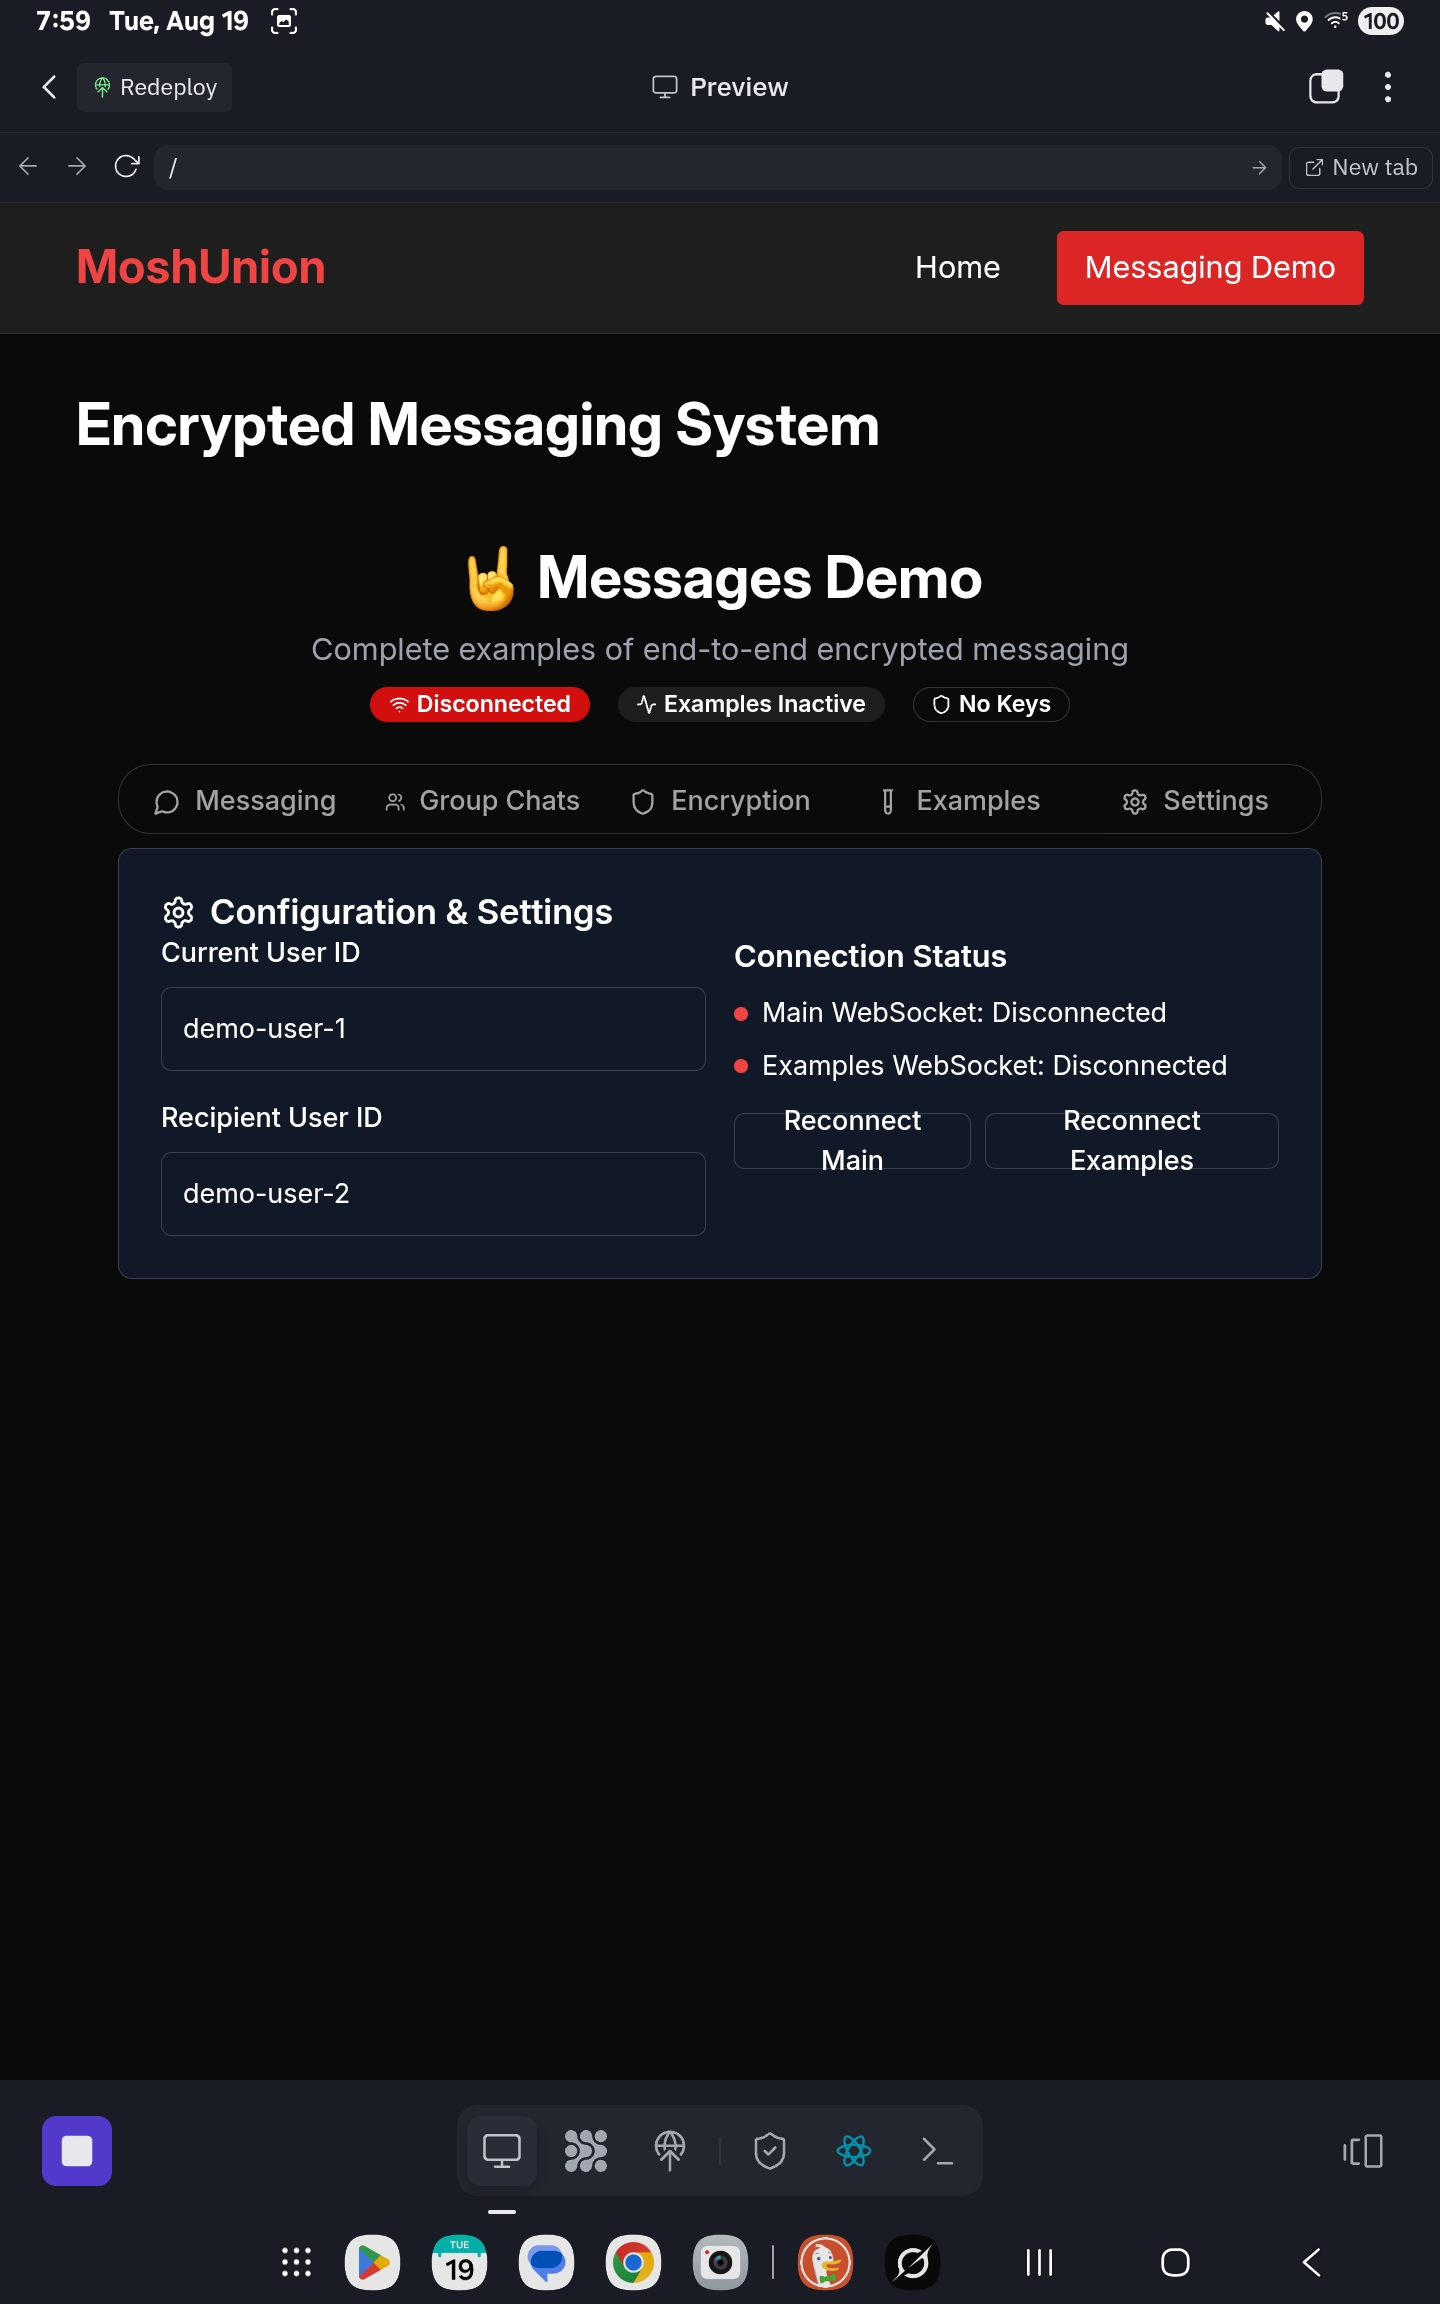 7:59 Tue, Aug 19
100
Redeploy
Preview
/
New tab
MoshUnion
Home
Messaging Demo
Encrypted Messaging System
🤘 Messages Demo
Complete examples of end-to-end encrypted messaging
Disconnected
Examples Inactive
No Keys
Messaging
Group Chats
Encryption
Examples
Settings
Configuration & Settings
Current User ID
demo-user-1
Recipient User ID
demo-user-2
Connection Status
Main WebSocket: Disconnected
Examples WebSocket: Disconnected
Reconnect
Main
Reconnect
Examples
TUE
19